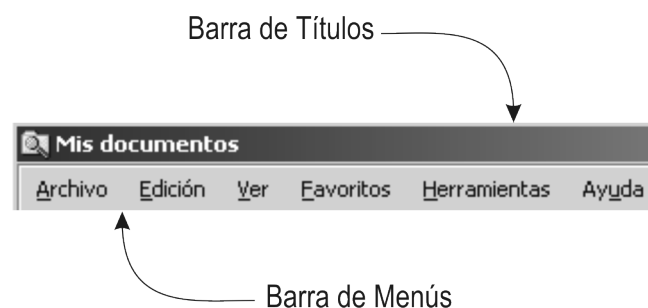 Barra de Títulos
Mis documentos
Archivo Edición Ver Favoritos Herramientas Ayuda
Barra de Menús